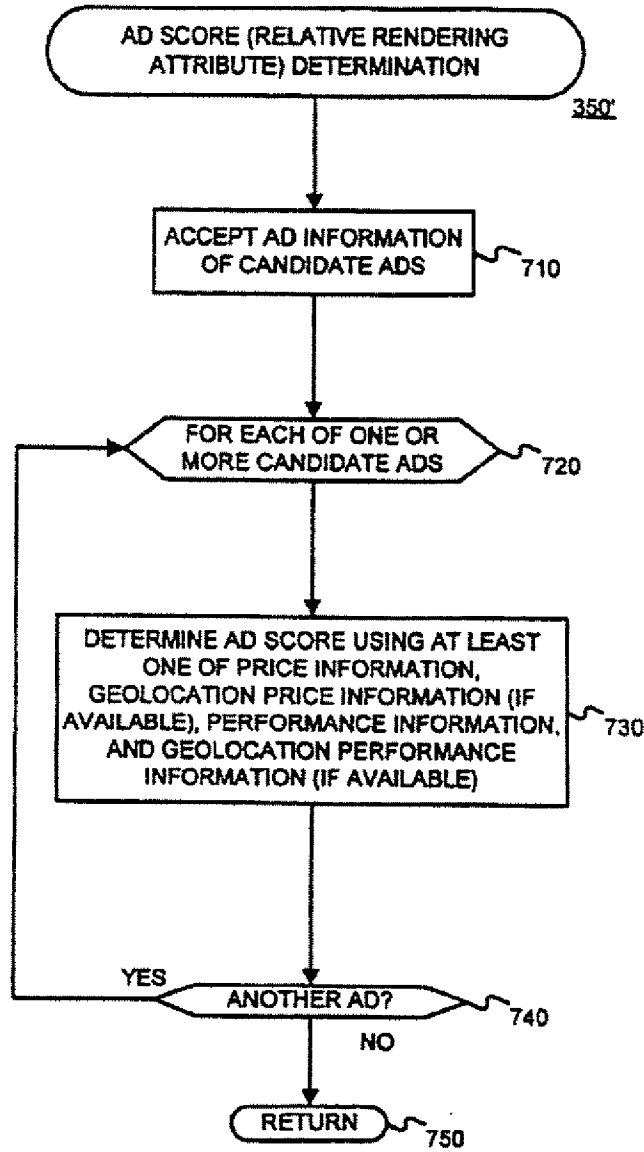 AD SCORE (RELATIVE RENDERING
ATTRIBUTE) DETERMINATION
350'
ACCEPT AD INFORMATION
OF CANDIDATE ADS
710
FOR EACH OF ONE OR
MORE CANDIDATE ADS
720
DETERMINE AD SCORE USING AT LEAST
ONE OF PRICE INFORMATION,
GEOLOCATION PRICE INFORMATION (IF
AVAILABLE), PERFORMANCE INFORMATION,
AND GEOLOCATION PERFORMANCE
INFORMATION (IF AVAILABLE)
730
YES
ANOTHER AD?
740
NO
RETURN
750